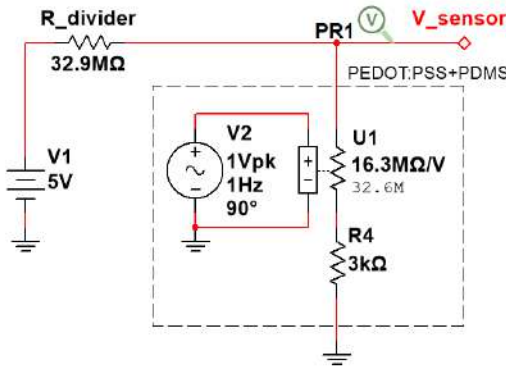 R_divider
32.9MΩ
PR1
V
V_sensor
PEDOT:PSS+PDMS
V1
5V
V2
1Vpk
1Hz
90°
U1
16.3MΩ/V
32.6M
R4
3kΩ